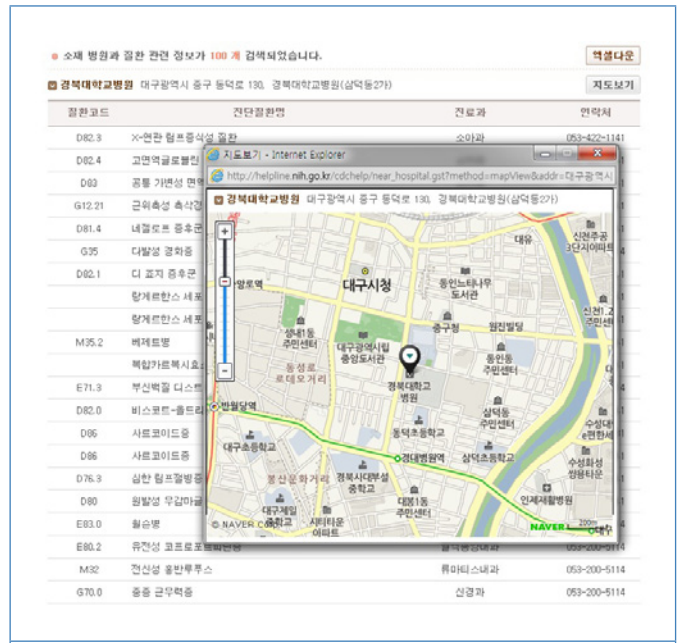 소재 병원과 질환 관련 정보가 100 개 검색되었습니다.
엑셀다운
경북대학교병원 대구광역시 중구 동덕로 130, 경북대학교병원(삼덕동2가)
지도보기
질환코드 진단질환명 진료과 연락처
D82.3 X-연관 림프증식성 질환 소아과 053-422-1141
D82.4 고면역글로불린
D83 공통 가변성 면역
G12.21 근위축성 측삭경
D81.4 네젤로프 증후군
G35 다발성 경화증
D82.1 디 죠지 증후군
랑게르한스 세포
랑게르한스 세포
M35.2 베체트병
복합카르복시효소
E71.3 부신백질 디스트
D82.0 비스코트-올드리
D86 사르코이드증
D86 사르코이드증
D76.3 심한 림프절병증
D80 원발성 무감마글
E83.0 윌슨병
E80.2 유전성 코프로포르피린증 053-200-5114
M32 전신성 홍반루푸스 류마티스내과 053-200-5114
G70.0 중증 근무력증 신경과 053-200-5114
지도보기 - Internet Explorer
http://helpline.nih.go.kr/cdchelp/near_hospital.gst?method=mapView&addr=대구광역시
경북대학교병원 대구광역시 중구 동덕로 130, 경북대학교병원(삼덕동2가)
대유
신천주공
3단지아파트
중앙로역
대구시청
동인느티나무
도서관
성내1동
주민센터
대구광역시립
중앙도서관
중구청
원진빌딩
동인동
주민센터
동성로
로데오거리
경북대학교
병원
반월당역
삼덕동
주민센터
동덕초등학교
대구초등학교
경대병원역
삼덕초등학교
수성화성
쌍용타운
봉산문화거리
경북사대부설
중학교
대봉1동
주민센터
인제재활병원
대구제일
중학교
시티타운
아파트
© NAVER Corp.
NAVER
200m